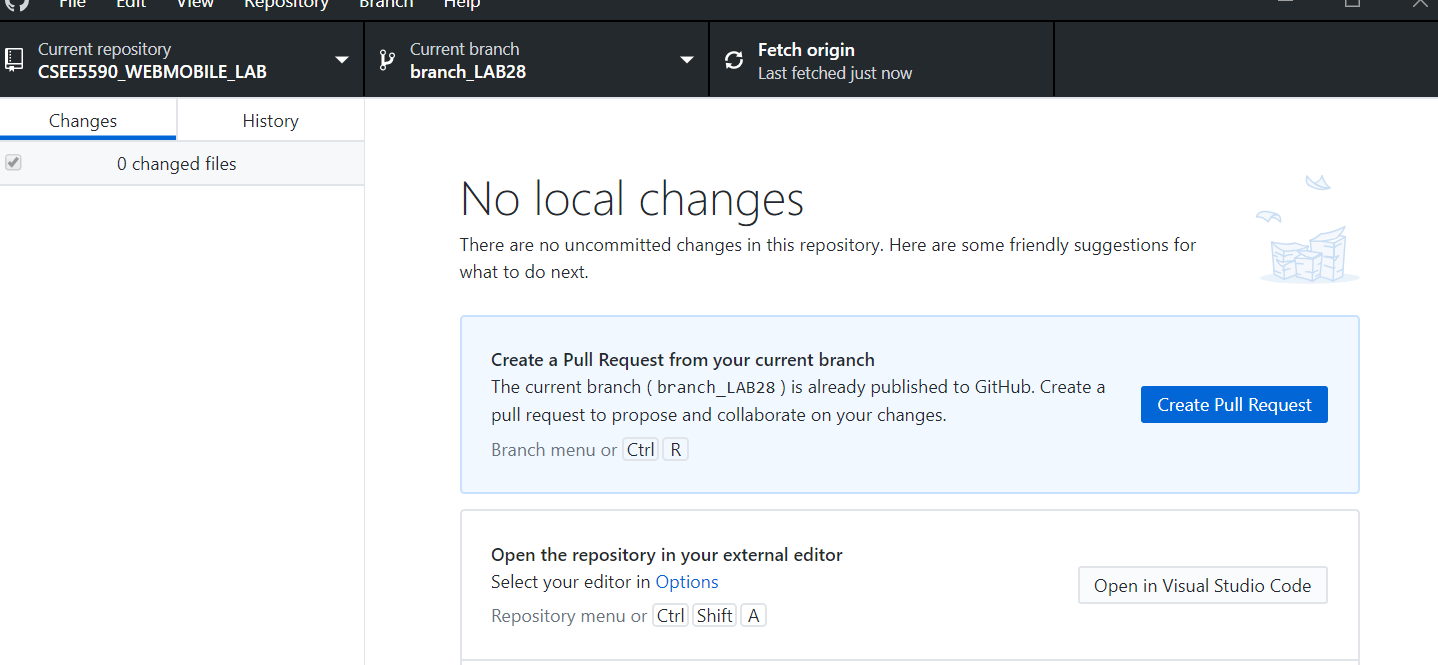 File Edit View Repository Branch Help
Current repository
CSEE5590_WEBMOBILE_LAB
Current branch
branch_LAB28
Fetch origin
Last fetched just now
Changes
History
0 changed files
No local changes
There are no uncommitted changes in this repository. Here are some friendly suggestions for
what to do next.
Create a Pull Request from your current branch
The current branch ( branch_LAB28 ) is already published to GitHub. Create a
pull request to propose and collaborate on your changes.
Branch menu or Ctrl R
Create Pull Request
Open the repository in your external editor
Select your editor in Options
Repository menu or Ctrl Shift A
Open in Visual Studio Code